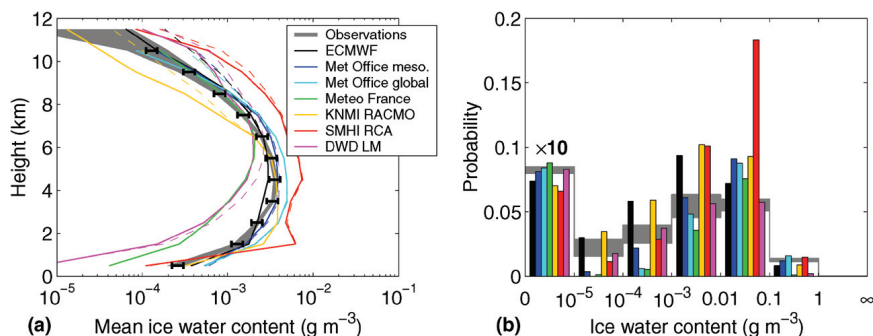 12
10
8
6
4
2
0
Height (km)
10⁻⁵
10⁻⁴
10⁻³
10⁻²
10⁻¹
(a)
Mean ice water content (g m⁻³)
Observations
ECMWF
Met Office meso.
Met Office global
Meteo France
KNMI RACMO
SMHI RCA
DWD LM
0.2
0.15
0.1
0.05
0
Probability
×10
0
10⁻⁵
10⁻⁴
10⁻³
0.01
0.1
1
∞
(b)
Ice water content (g m⁻³)